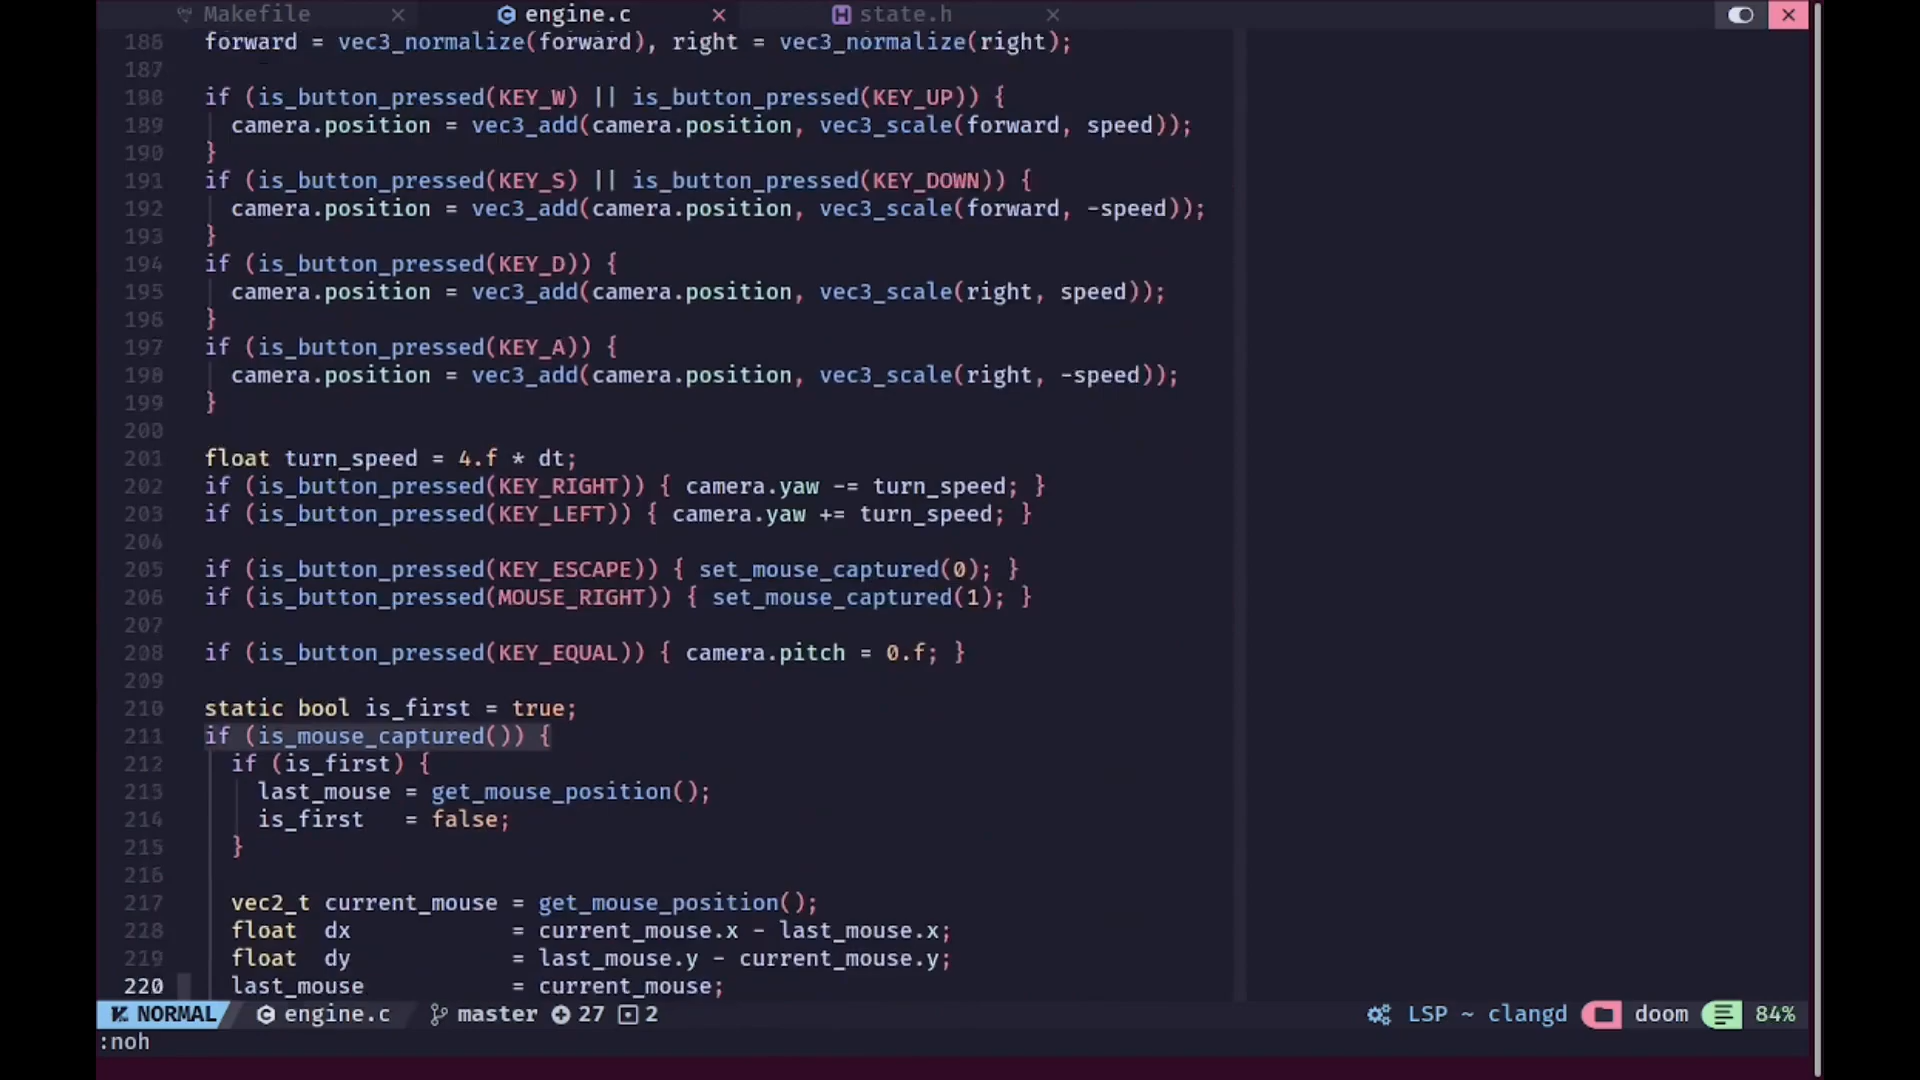 Makefile engine.c state.h
186 forward = vec3_normalize(forward), right = vec3_normalize(right);
187
188 if (is_button_pressed(KEY_W) || is_button_pressed(KEY_UP)) {
189 camera.position = vec3_add(camera.position, vec3_scale(forward, speed));
190 }
191 if (is_button_pressed(KEY_S) || is_button_pressed(KEY_DOWN)) {
192 camera.position = vec3_add(camera.position, vec3_scale(forward, -speed));
193 }
194 if (is_button_pressed(KEY_D)) {
195 camera.position = vec3_add(camera.position, vec3_scale(right, speed));
196 }
197 if (is_button_pressed(KEY_A)) {
198 camera.position = vec3_add(camera.position, vec3_scale(right, -speed));
199 }
200
201 float turn_speed = 4.f * dt;
202 if (is_button_pressed(KEY_RIGHT)) { camera.yaw -= turn_speed; }
203 if (is_button_pressed(KEY_LEFT)) { camera.yaw += turn_speed; }
204
205 if (is_button_pressed(KEY_ESCAPE)) { set_mouse_captured(0); }
206 if (is_button_pressed(MOUSE_RIGHT)) { set_mouse_captured(1); }
207
208 if (is_button_pressed(KEY_EQUAL)) { camera.pitch = 0.f; }
209
210 static bool is_first = true;
211 if (is_mouse_captured()) {
212 if (is_first) {
213 last_mouse = get_mouse_position();
214 is_first = false;
215 }
216
217 vec2_t current_mouse = get_mouse_position();
218 float dx = current_mouse.x - last_mouse.x;
219 float dy = last_mouse.y - current_mouse.y;
220 last_mouse = current_mouse;
NORMAL engine.c master 27 2 LSP ~ clangd doom 84%
:noh